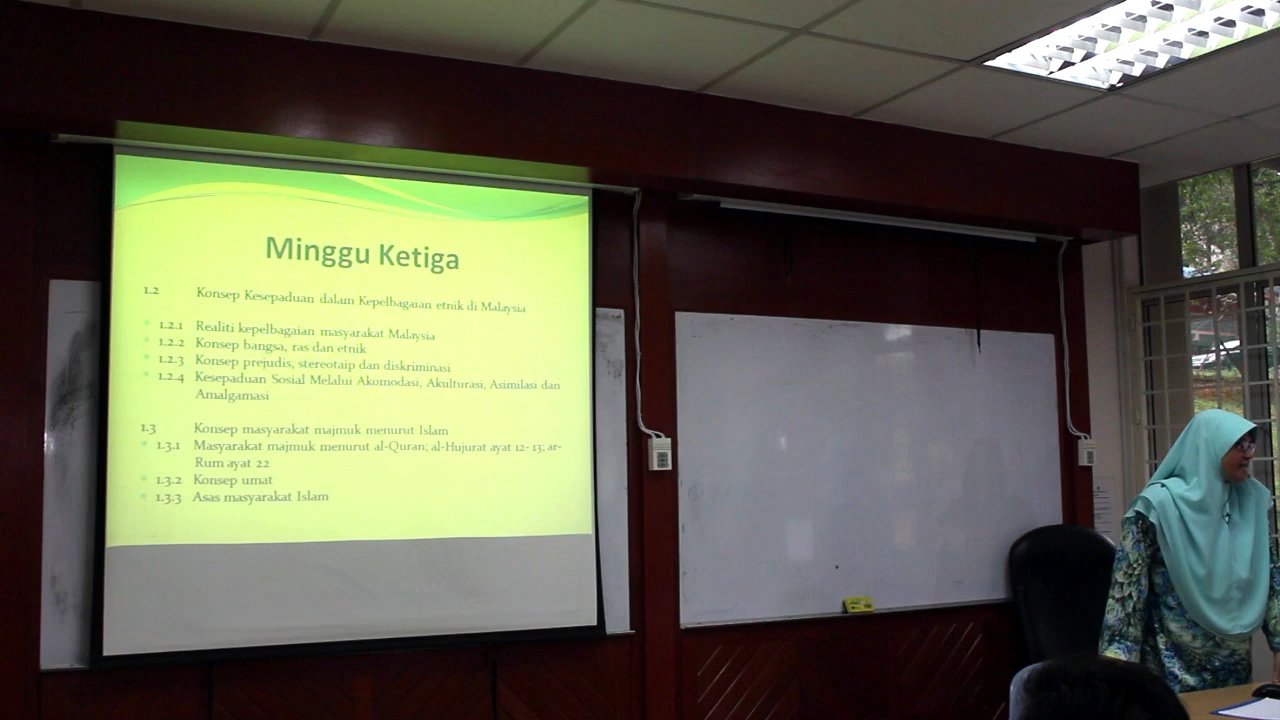 Minggu Ketiga
1.2 Konsep Kesepaduan dalam Kepelbagaian etnik di Malaysia
1.2.1 Realiti kepelbagaian masyarakat Malaysia
1.2.2 Konsep bangsa, ras dan etnik
1.2.3 Konsep prejudis, stereotaip dan diskriminasi
1.2.4 Kesepaduan Sosial Melalui Akomodasi, Akulturasi, Asimilasi dan
Amalgamasi
1.3 Konsep masyarakat majmuk menurut Islam
1.3.1 Masyarakat majmuk menurut al-Quran; al-Hujurat ayat 12- 13; ar-
Rum ayat 22
1.3.2 Konsep umat
1.3.3 Asas masyarakat Islam